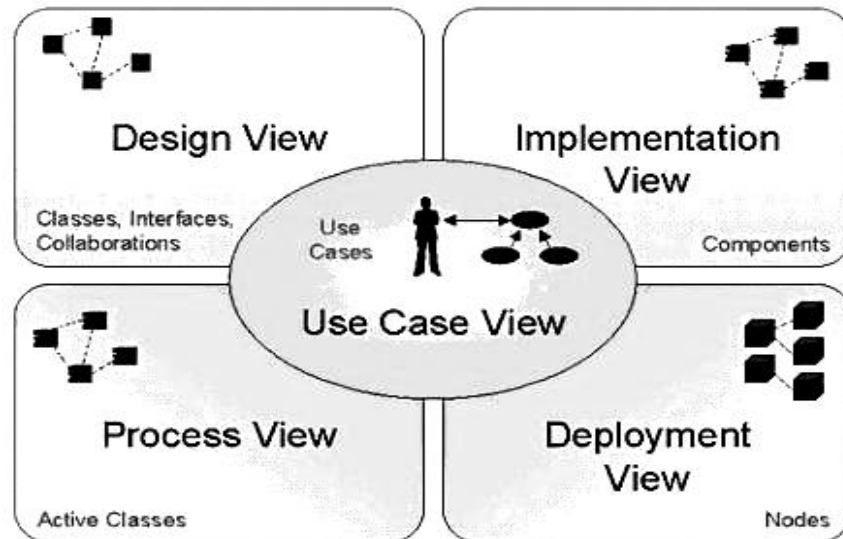 Design View
Classes, Interfaces,
Collaborations
Implementation
View
Components
Use
Cases
Use Case View
Process View
Active Classes
Deployment
View
Nodes